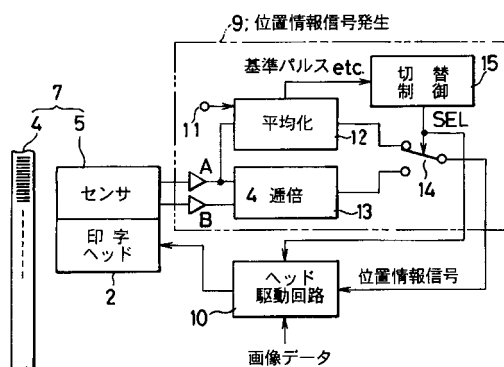 9; 位置情報信号発生
基準パルス etc.
15
切替
制御
7
4
5
11
平均化
12
SEL
A
センサ
14
B
4逓倍
13
印字
ヘッド
2
ヘッド
駆動回路
10
位置情報信号
画像データ